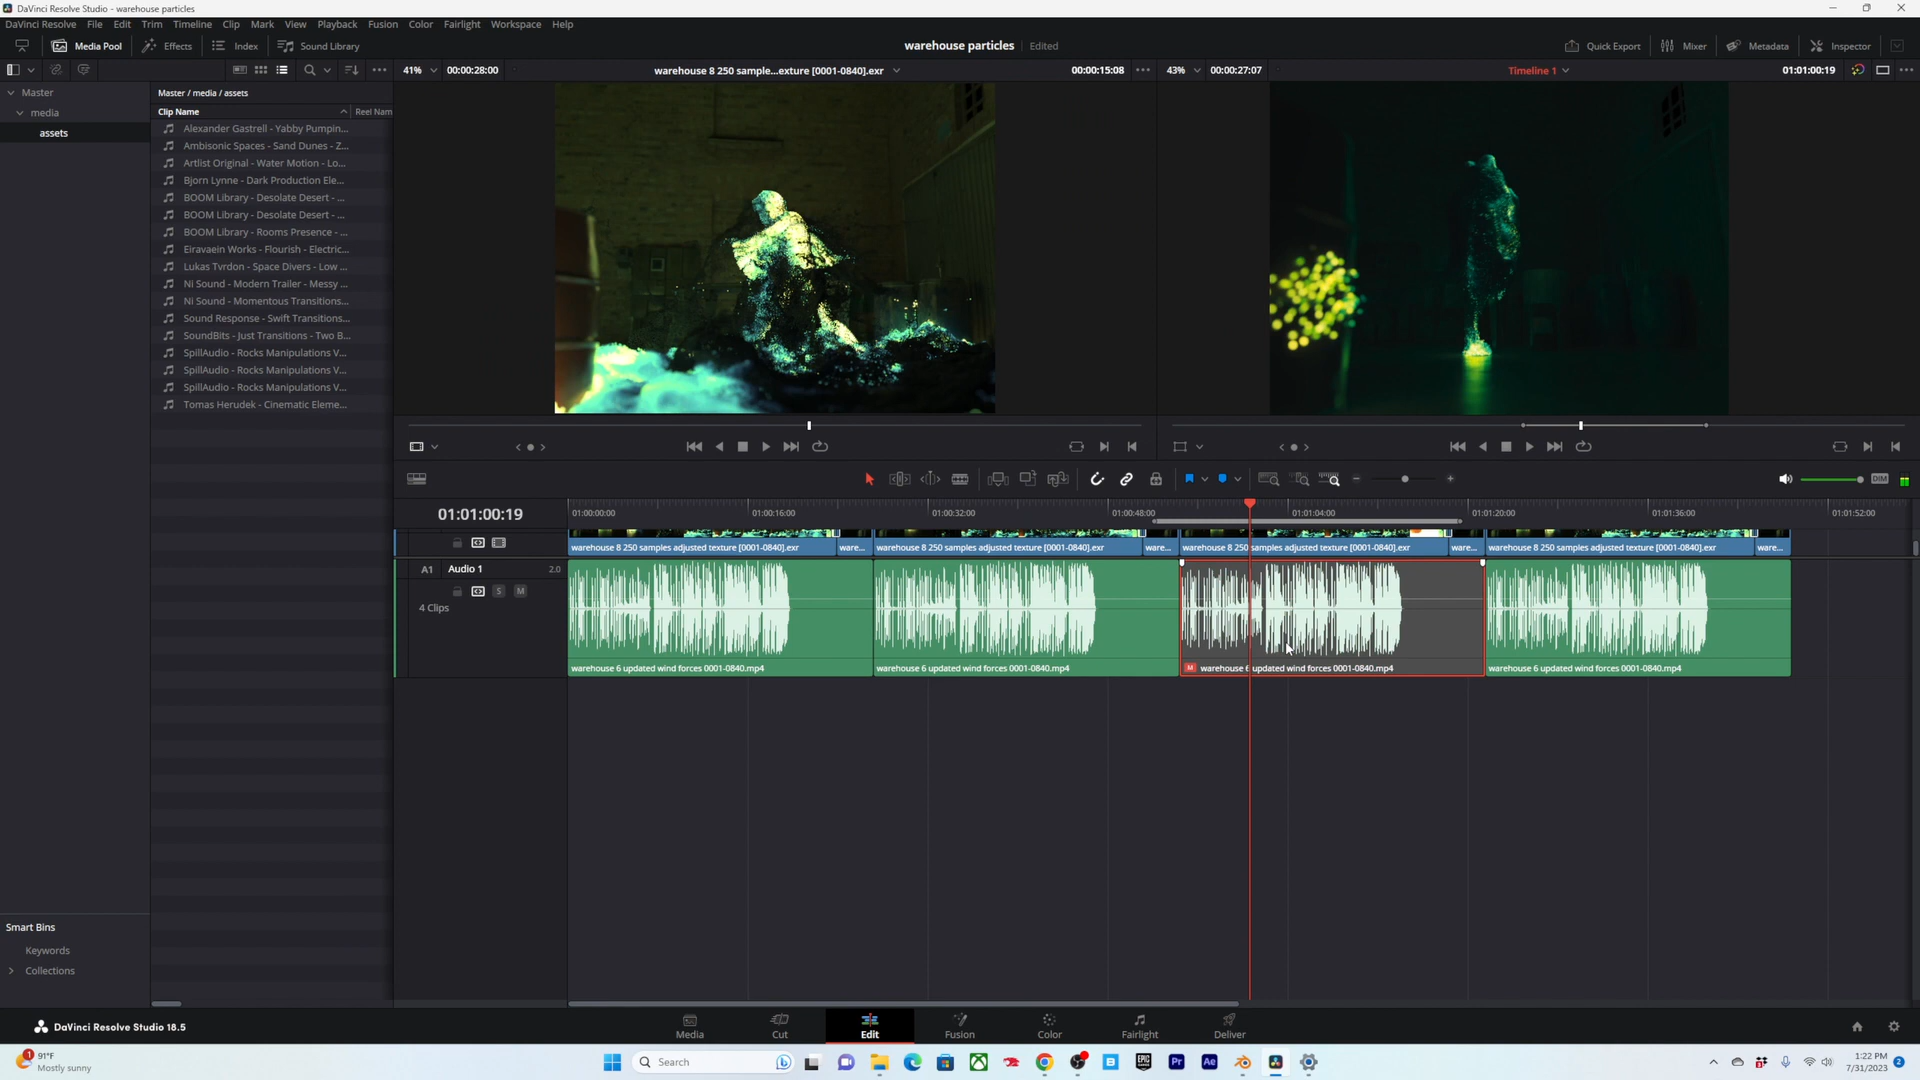 DaVinci Resolve Studio - warehouse particles
DaVinci Resolve File Edit Trim Timeline Clip Mark View Playback Fusion Color Fairlight Workspace Help
Media Pool Effects Index Sound Library warehouse particles Edited Quick Export Mixer Metadata Inspector
41% 00:00:28:00 warehouse 8 250 sample...exture [0001-0840].exr 00:00:15:08 43% 00:00:27:07 Timeline 1 01:01:00:19
Master
media
assets
Master / media / assets
Clip Name Reel Nam
Alexander Gastrell - Yabby Pumpin...
Ambisonic Spaces - Sand Dunes - Z...
Artlist Original - Water Motion - Lo...
Bjorn Lynne - Dark Production Ele...
BOOM Library - Desolate Desert - ...
BOOM Library - Desolate Desert - ...
BOOM Library - Rooms Presence - ...
Eiravaein Works - Flourish - Electric...
Lukas Tvrdon - Space Divers - Low ...
Ni Sound - Modern Trailer - Messy ...
Ni Sound - Momentous Transitions...
Sound Response - Swift Transitions...
SoundBits - Just Transitions - Two B...
SpillAudio - Rocks Manipulations V...
SpillAudio - Rocks Manipulations V...
SpillAudio - Rocks Manipulations V...
Tomas Herudek - Cinematic Eleme...
DIM
01:01:00:19 01:00:00:00 01:00:16:00 01:00:32:00 01:00:48:00 01:01:04:00 01:01:20:00 01:01:36:00 01:01:52:00
warehouse 8 250 samples adjusted texture [0001-0840].exr ware... warehouse 8 250 samples adjusted texture [0001-0840].exr ware... warehouse 8 250 samples adjusted texture [0001-0840].exr ware... warehouse 8 250 samples adjusted texture [0001-0840].exr ware...
A1 Audio 1 2.0
S M
4 Clips
warehouse 6 updated wind forces 0001-0840.mp4 warehouse 6 updated wind forces 0001-0840.mp4 M warehouse 6 updated wind forces 0001-0840.mp4 warehouse 6 updated wind forces 0001-0840.mp4
Smart Bins
Keywords
Collections
DaVinci Resolve Studio 18.5 Media Cut Edit Fusion Color Fairlight Deliver
1 91°F
Mostly sunny
Search
EPIC GAMES
Pr
Ae
1:22 PM
7/31/2023
2